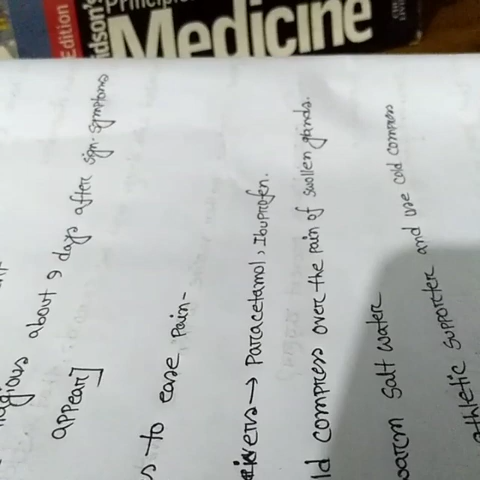 Edition
idson's
Principles
Medicine
agious about 9 days after sign-symptoms
appear]
s to ease pain-
→ Paracetamol, Ibuprofen.
ld compress over the pain of swollen glands.
warm salt water
athletic supporter and use cold compress